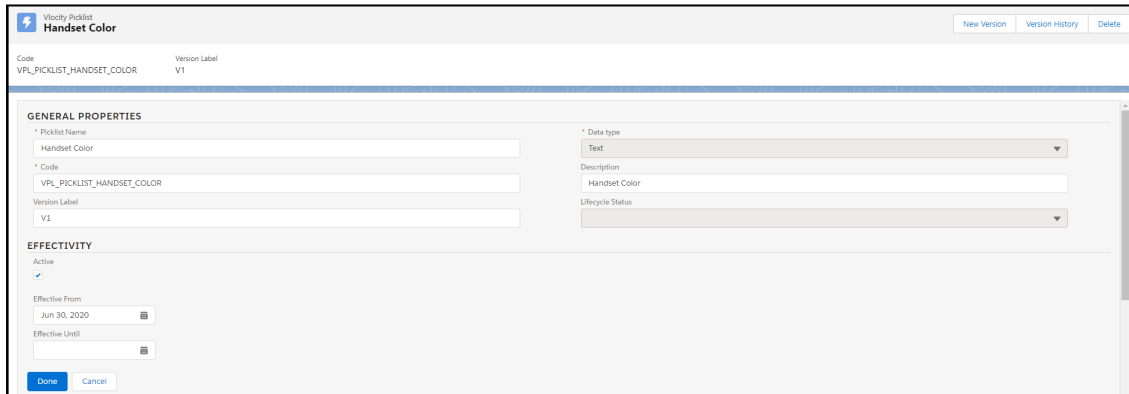 Vlocity Picklist
Handset Color
New Version Version History Delete
Code Version Label
VPL_PICKLIST_HANDSET_COLOR V1
GENERAL PROPERTIES
* Picklist Name * Data type
Handset Color Text
* Code Description
VPL_PICKLIST_HANDSET_COLOR Handset Color
Version Label Lifecycle Status
V1
EFFECTIVITY
Active
Effective From
Jun 30, 2020
Effective Until
Done Cancel